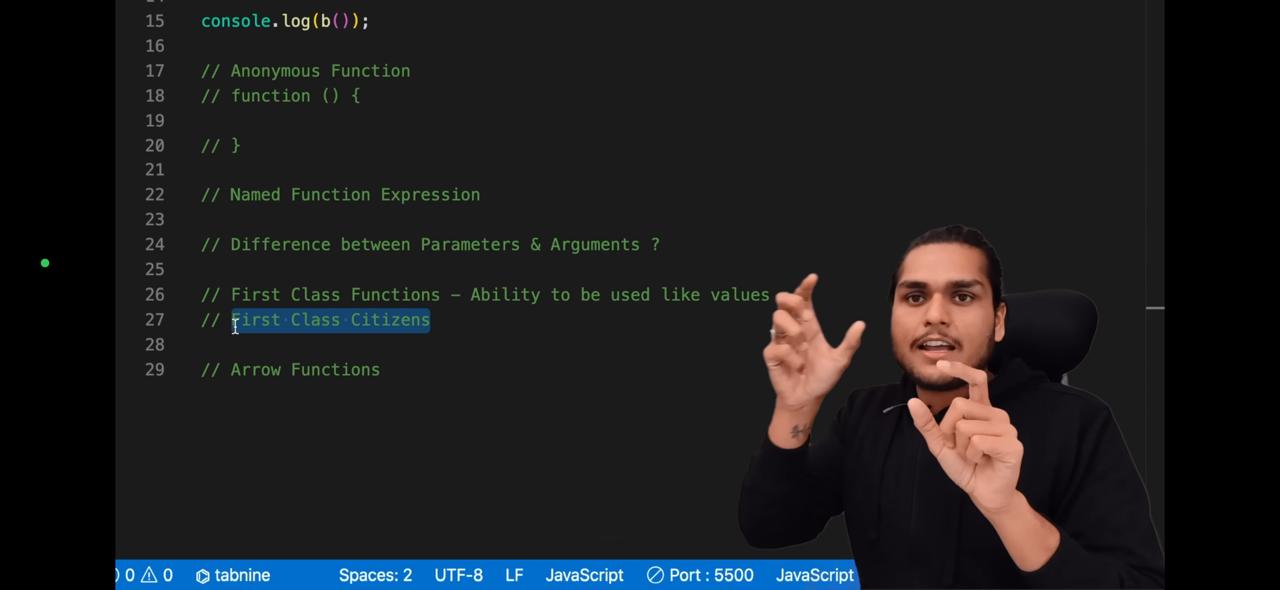 15 console.log(b());
16
17 // Anonymous Function
18 // function () {
19
20 // }
21
22 // Named Function Expression
23
24 // Difference between Parameters & Arguments ?
25
26 // First Class Functions – Ability to be used like values
27 // First Class Citizens
28
29 // Arrow Functions
0 0 tabnine Spaces: 2 UTF-8 LF JavaScript Port : 5500 JavaScript